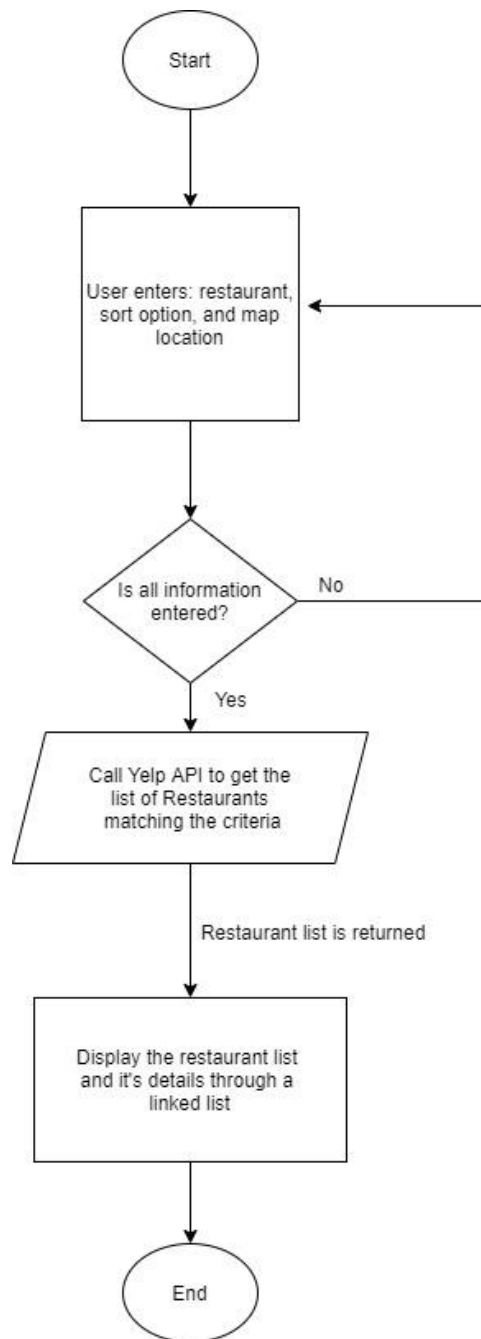 Start
User enters: restaurant,
sort option, and map
location
Is all information
entered?
No
Yes
Call Yelp API to get the
list of Restaurants
matching the criteria
Restaurant list is returned
Display the restaurant list
and it's details through a
linked list
End